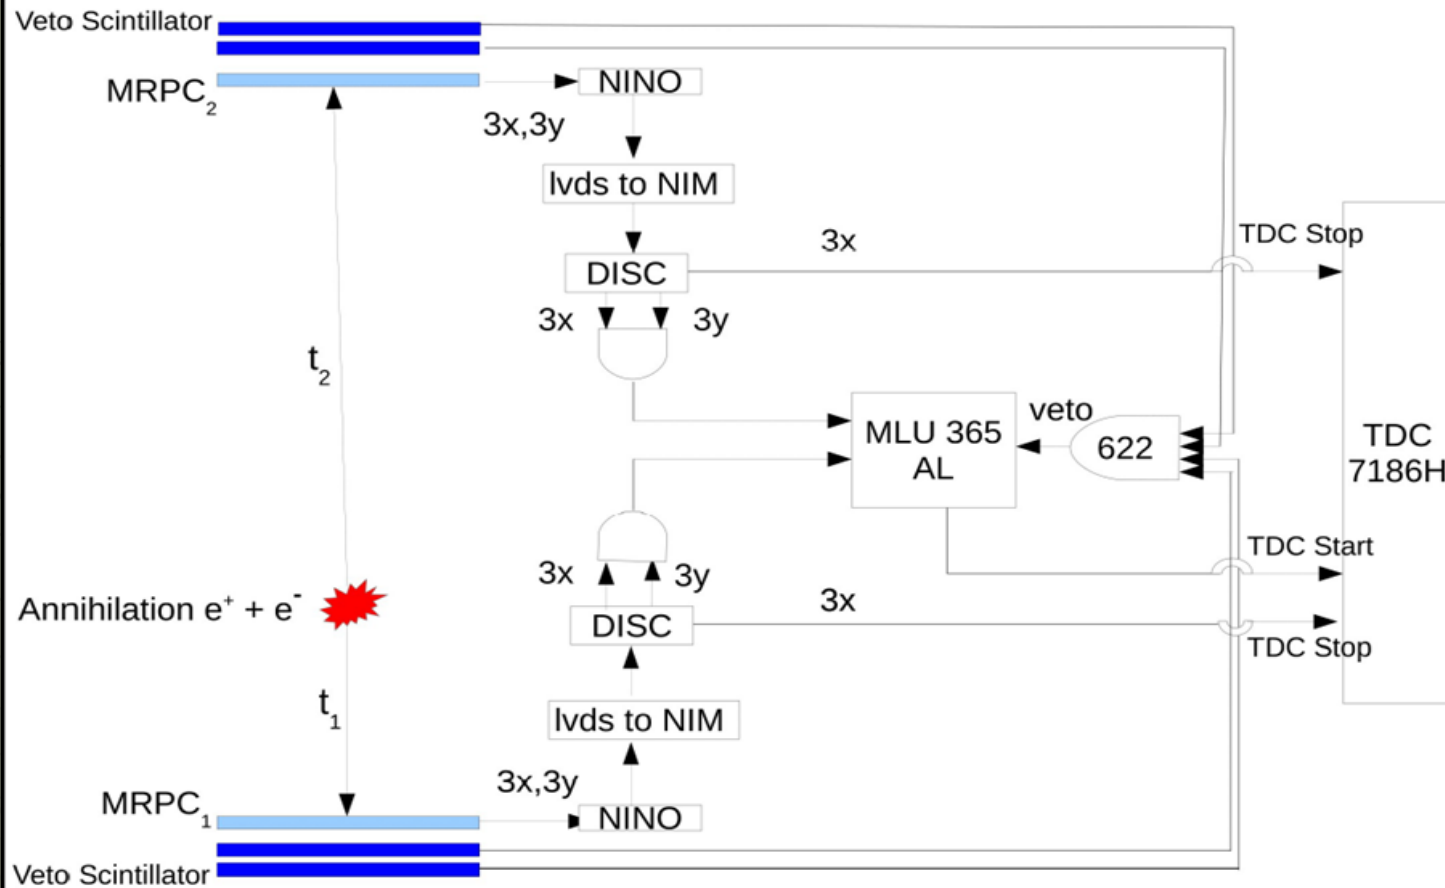 Veto Scintillator
MRPC2
NINO
3x,3y
lvds to NIM
DISC
3x
TDC Stop
3x
3y
t2
MLU 365
AL
veto
622
TDC
7186H
Annihilation e+ + e-
3x
3y
DISC
3x
TDC Start
TDC Stop
t1
lvds to NIM
3x,3y
MRPC1
NINO
Veto Scintillator